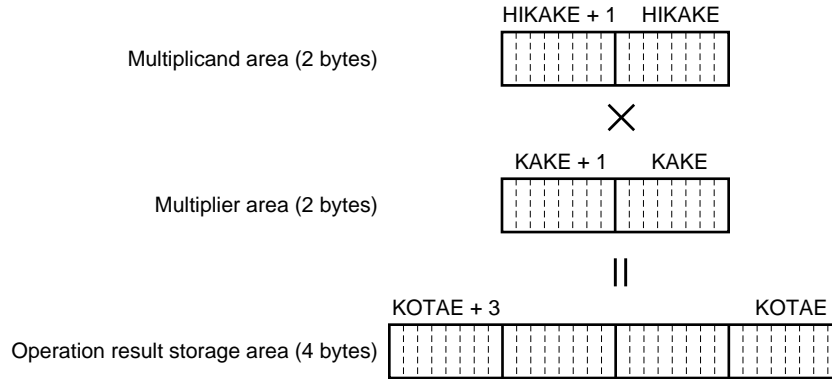 HIKAKE + 1 HIKAKE
Multiplicand area (2 bytes)
×
KAKE + 1 KAKE
Multiplier area (2 bytes)
=
KOTAE + 3 KOTAE
Operation result storage area (4 bytes)